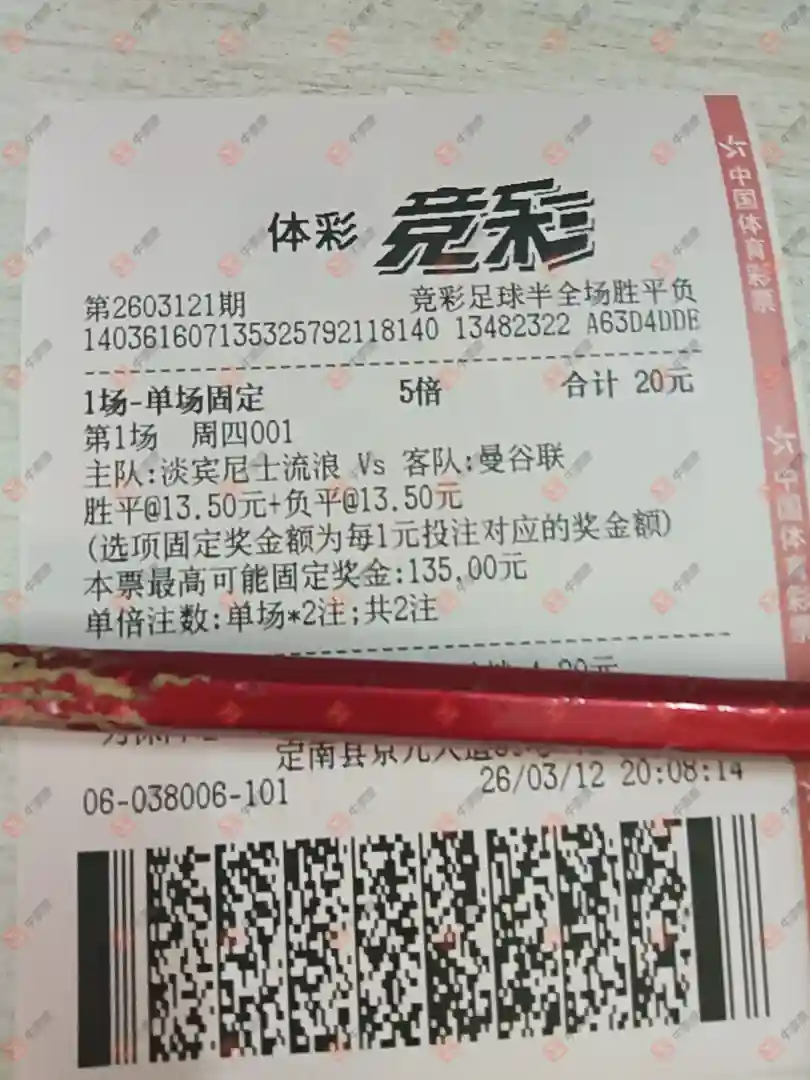 体彩 竞彩
第2603121期 竞彩足球半全场胜平负
140361607135325792118140 13482322 A63D4DDE
1场-单场固定 5倍 合计 20元
第1场 周四001
主队:淡宾尼士流浪 Vs 客队:曼谷联
胜平@13.50元+负平@13.50元
(选项固定奖金额为每1元投注对应的奖金额)
本票最高可能固定奖金:135.00元
单倍注数:单场*2注;共2注
定南县京九大道
26/03/12 20:08:14
06-038006-101
中国体育彩票
中国体育彩票